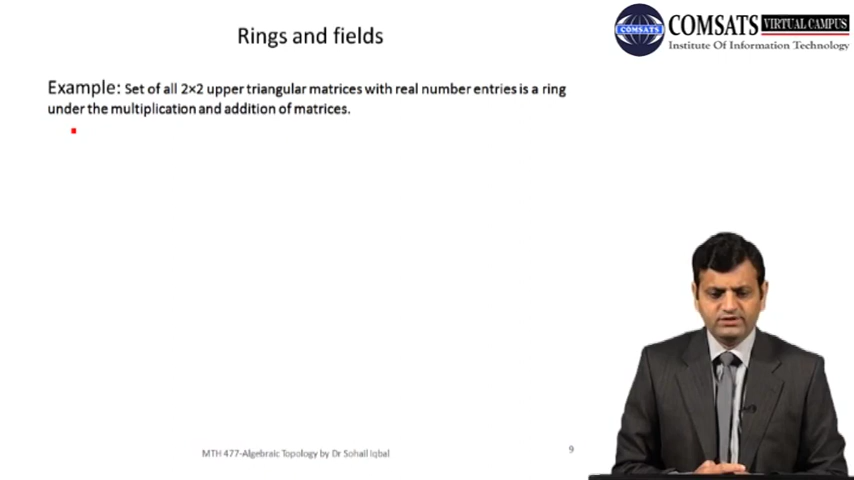 Rings and fields
COMSATS VIRTUAL CAMPUS
Institute Of Information Technology
COMSATS
Example: Set of all 2×2 upper triangular matrices with real number entries is a ring
under the multiplication and addition of matrices.
MTH 477-Algebraic Topology by Dr Sohail Iqbal
9